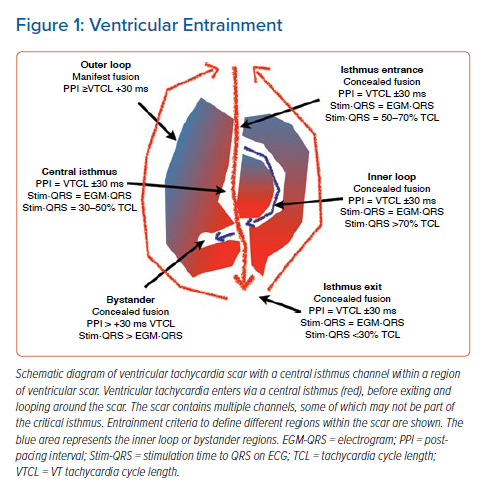 Figure 1: Ventricular Entrainment
Outer loop
Manifest fusion
PPI ≥VTCL +30 ms
Isthmus entrance
Concealed fusion
PPI = VTCL ±30 ms
Stim-QRS = EGM-QRS
Stim-QRS = 50–70% TCL
Central isthmus
PPI = VTCL ±30 ms
Stim-QRS = EGM-QRS
Stim-QRS = 30–50% TCL
Inner loop
Concealed fusion
PPI = VTCL ±30 ms
Stim-QRS = EGM-QRS
Stim-QRS >70% TCL
Bystander
Concealed fusion
PPI > +30 ms VTCL
Stim-QRS > EGM-QRS
Isthmus exit
Concealed fusion
PPI = VTCL ±30 ms
Stim-QRS = EGM-QRS
Stim-QRS <30% TCL
Schematic diagram of ventricular tachycardia scar with a central isthmus channel within a region
of ventricular scar. Ventricular tachycardia enters via a central isthmus (red), before exiting and
looping around the scar. The scar contains multiple channels, some of which may not be part of
the critical isthmus. Entrainment criteria to define different regions within the scar are shown. The
blue area represents the inner loop or bystander regions. EGM-QRS = electrogram; PPI = post-
pacing interval; Stim-QRS = stimulation time to QRS on ECG; TCL = tachycardia cycle length;
VTCL = VT tachycardia cycle length.